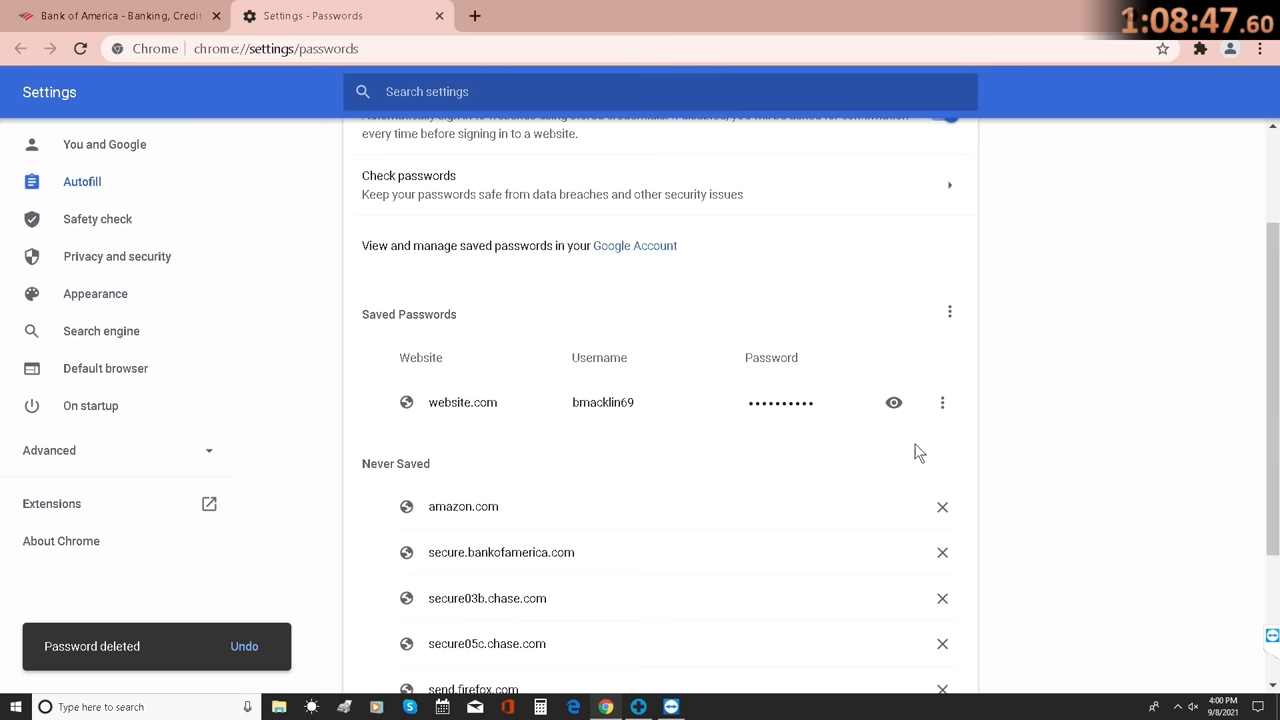 Bank of America - Banking, Credit
Settings - Passwords
1:08:47.60
Chrome
chrome://settings/passwords
Settings
Search settings
every time before signing in to a website.
You and Google
Autofill
Safety check
Privacy and security
Appearance
Search engine
Default browser
On startup
Advanced
Extensions
About Chrome
Check passwords
Keep your passwords safe from data breaches and other security issues
View and manage saved passwords in your Google Account
Saved Passwords
Website Username Password
website.com bmacklin69 ••••••••••
Never Saved
amazon.com
secure.bankofamerica.com
secure03b.chase.com
secure05c.chase.com
send.firefox.com
Password deleted Undo
Type here to search
4:00 PM
9/8/2021